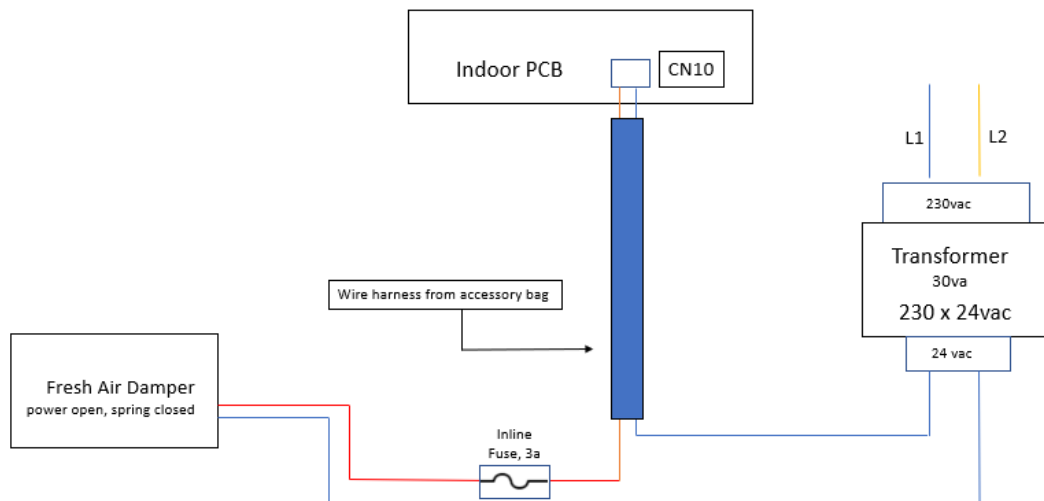 Indoor PCB
CN10
L1
L2
230vac
Transformer
30va
230 x 24vac
24 vac
Wire harness from accessory bag
Fresh Air Damper
power open, spring closed
Inline
Fuse, 3a